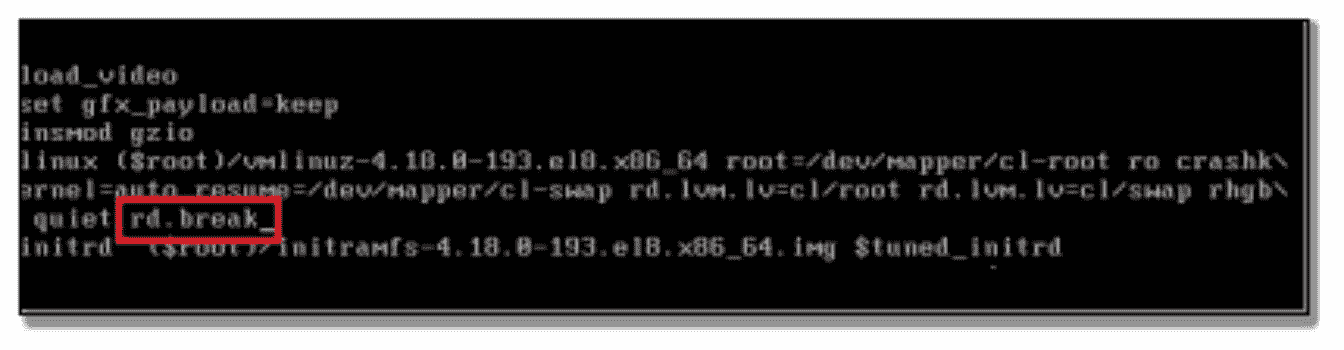 load_video
set gfx_payload=keep
insmod gzio
linux ($root)/vmlinuz-4.18.0-193.el8.x86_64 root=/dev/mapper/cl-root ro crashk\
ernel=auto resume=/dev/mapper/cl-swap rd.lvm.lv=cl/root rd.lvm.lv=cl/swap rhgb\
 quiet rd.break_
initrd  ($root)/initramfs-4.18.0-193.el8.x86_64.img $tuned_initrd